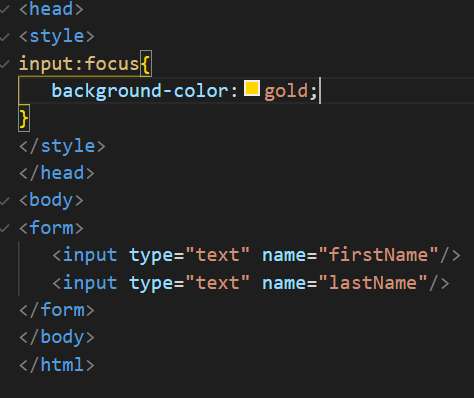 <head>
<style>
input:focus{
background-color: gold;
}
</style>
</head>
<body>
<form>
<input type="text" name="firstName"/>
<input type="text" name="lastName"/>
</form>
</body>
</html>